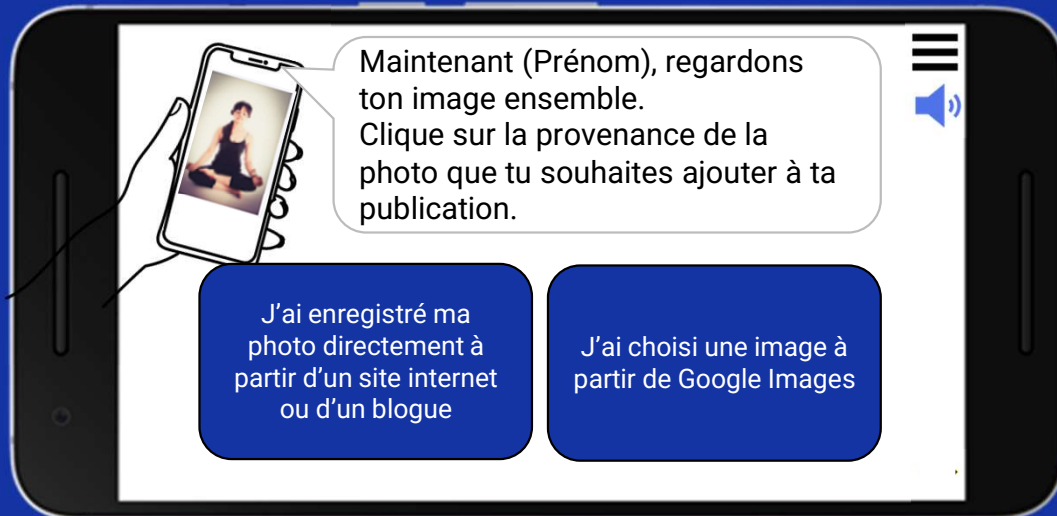 Maintenant (Prénom), regardons
ton image ensemble.
Clique sur la provenance de la
photo que tu souhaites ajouter à ta
publication.
J’ai enregistré ma
photo directement à
partir d’un site internet
ou d’un blogue
J’ai choisi une image à
partir de Google Images